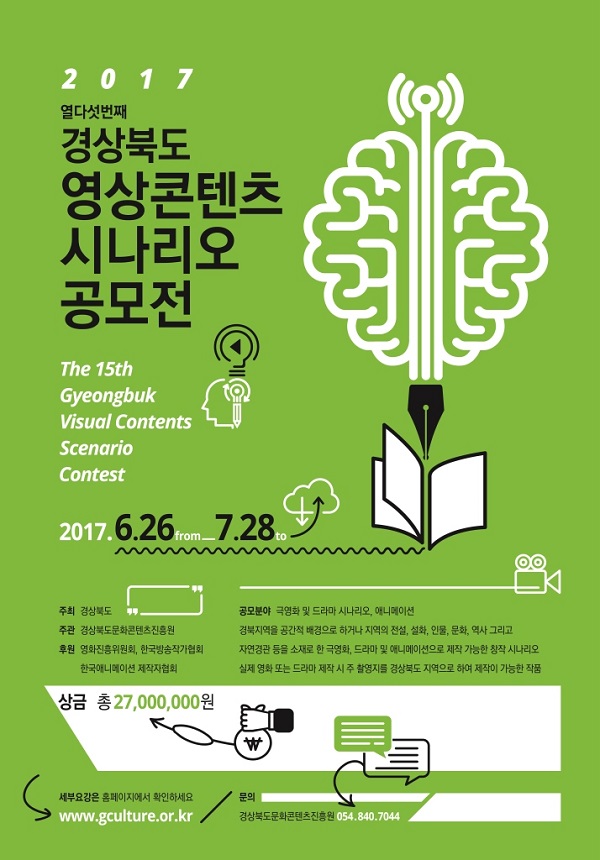 2017
열다섯번째
경상북도
영상콘텐츠
시나리오
공모전
The 15th
Gyeongbuk
Visual Contents
Scenario
Contest
2017.6.26from_7.28to
주최 경상북도
주관 경상북도문화콘텐츠진흥원
후원 영화진흥위원회, 한국방송작가협회
한국애니메이션 제작자협회
공모분야 극영화 및 드라마 시나리오, 애니메이션
경북지역을 공간적 배경으로 하거나 지역의 전설, 설화, 인물, 문화, 역사 그리고
자연경관 등을 소재로 한 극영화, 드라마 및 애니메이션으로 제작 가능한 창작 시나리오
실제 영화 또는 드라마 제작 시 주 촬영지를 경상북도 지역으로 하여 제작이 가능한 작품
상금 총 27,000,000원
₩
세부요강은 홈페이지에서 확인하세요
www.gculture.or.kr
문의
경상북도문화콘텐츠진흥원 054.840.7044